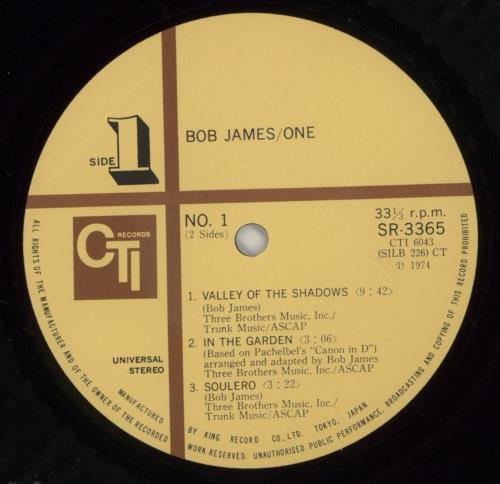 BOB JAMES/ONE
SIDE 1
NO. 1
(2 Sides)
33⅓ r.p.m.
SR-3365
CTI 6043
(SILB 226) CT
℗ 1974
CTI RECORDS
UNIVERSAL
STEREO
1. VALLEY OF THE SHADOWS <9:42>
(Bob James)
Three Brothers Music, Inc./
Trunk Music/ASCAP
2. IN THE GARDEN <3:06>
(Based on Pachelbel's "Canon in D")
arranged and adapted by Bob James
Three Brothers Music, Inc./ASCAP
3. SOULERO <3:22>
(Bob James)
Three Brothers Music, Inc./
Trunk Music/ASCAP
MANUFACTURED BY KING RECORD CO., LTD. TOKYO, JAPAN
ALL RIGHTS OF THE MANUFACTURER AND OF THE OWNER OF THE RECORDED WORK RESERVED. UNAUTHORISED PUBLIC PERFORMANCE, BROADCASTING AND COPYING OF THIS RECORD PROHIBITED